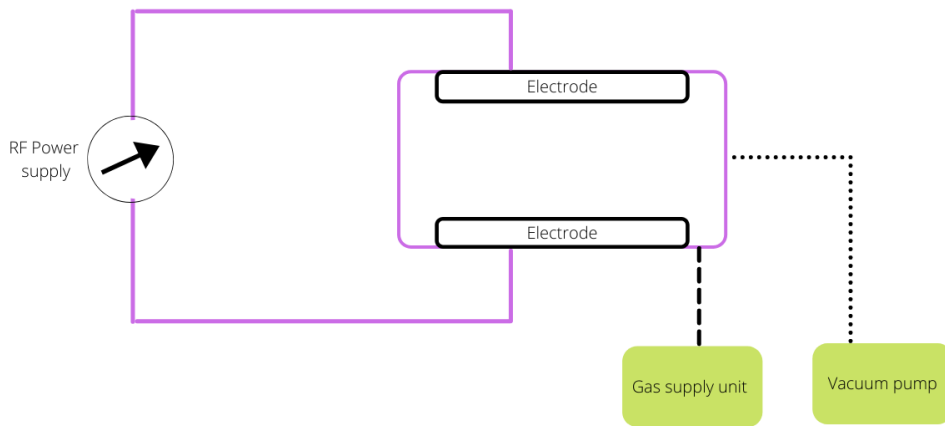 Electrode
RF Power
supply
Electrode
Gas supply unit
Vacuum pump